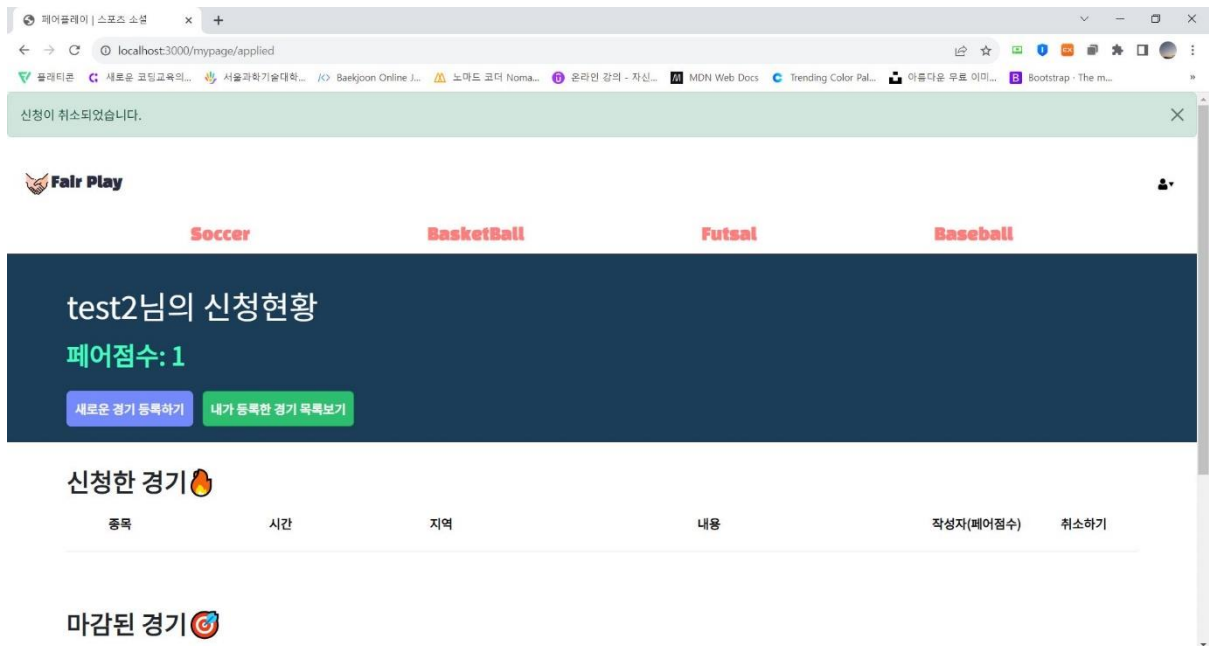 페어플레이 | 스포츠 소셜
localhost:3000/mypage/applied
플래티콘 새로운 코딩교육의... 서울과학기술대학... Baekjoon Online J... 노마드 코더 Noma... 온라인 강의 - 자신... MDN Web Docs Trending Color Pal... 아름다운 무료 이미... Bootstrap · The m... »
신청이 취소되었습니다.
Fair Play
Soccer BasketBall Futsal Baseball
test2님의 신청현황
페어점수: 1
새로운 경기 등록하기 내가 등록한 경기 목록보기
신청한 경기🔥
종목 시간 지역 내용 작성자(페어점수) 취소하기
마감된 경기🎯